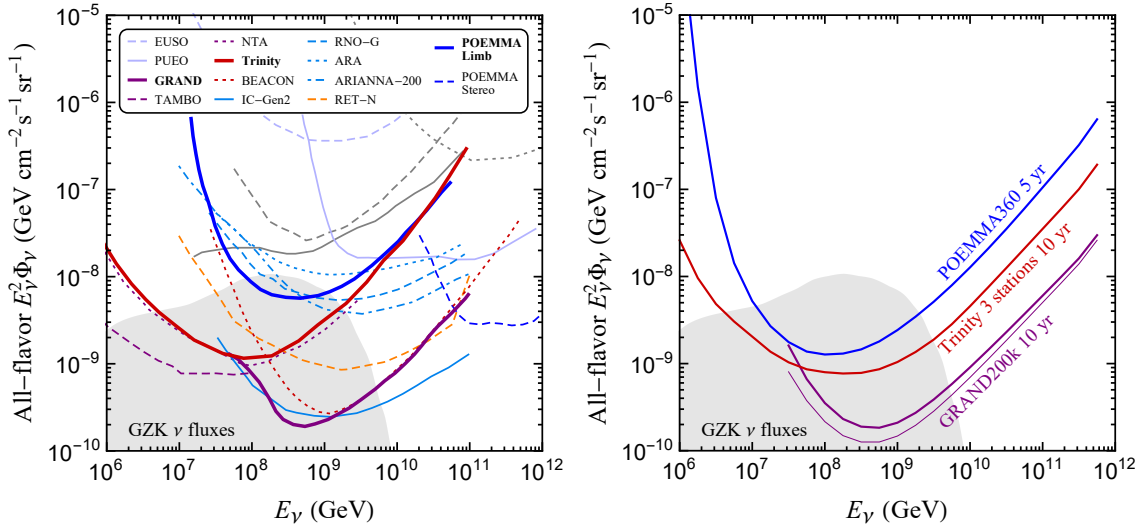 All−flavor E_ν^2Φ_ν (GeV cm^−2 s^−1 sr^−1)
10^−5
10^−6
10^−7
10^−8
10^−9
10^−10
EUSO
PUEO
GRAND
TAMBO
NTA
Trinity
BEACON
IC−Gen2
RNO−G
ARA
ARIANNA−200
RET−N
POEMMA
Limb
POEMMA
Stereo
GZK ν fluxes
10^6 10^7 10^8 10^9 10^10 10^11 10^12
E_ν (GeV)
All−flavor E_ν^2Φ_ν (GeV cm^−2 s^−1 sr^−1)
10^−5
10^−6
10^−7
10^−8
10^−9
10^−10
POEMMA360 5 yr
Trinity 3 stations 10 yr
GRAND200k 10 yr
GZK ν fluxes
10^6 10^7 10^8 10^9 10^10 10^11 10^12
E_ν (GeV)